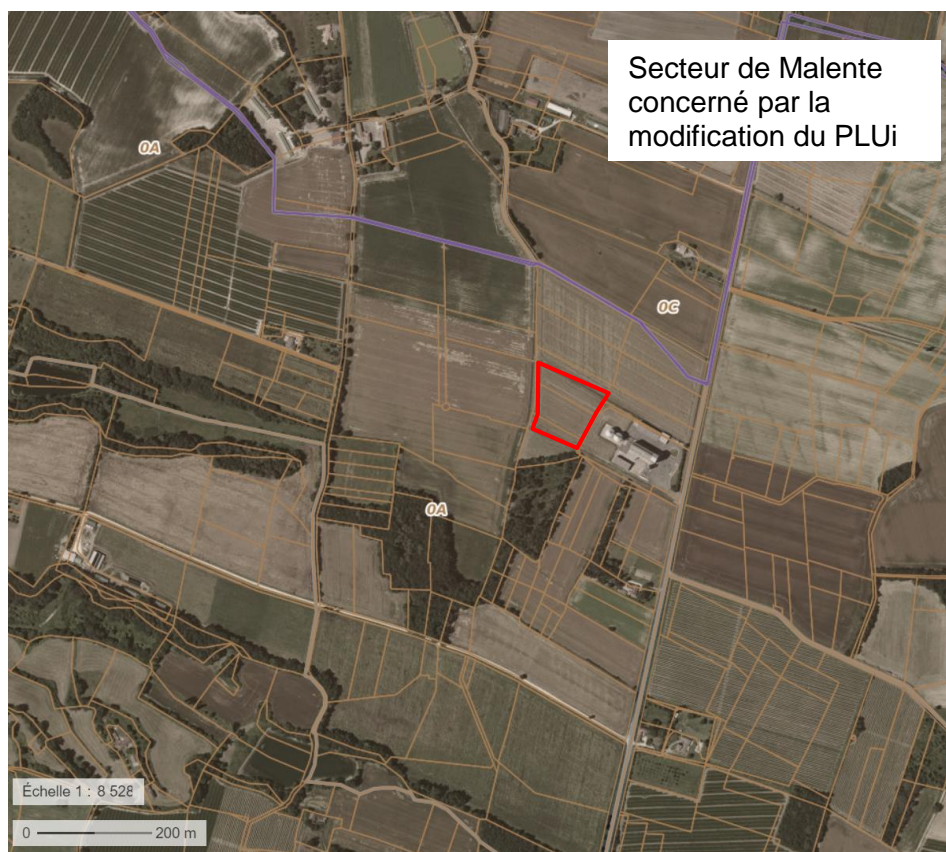 Secteur de Malente
concerné par la
modification du PLUi
0A
0C
0A
Échelle 1 : 8 528
0 200 m